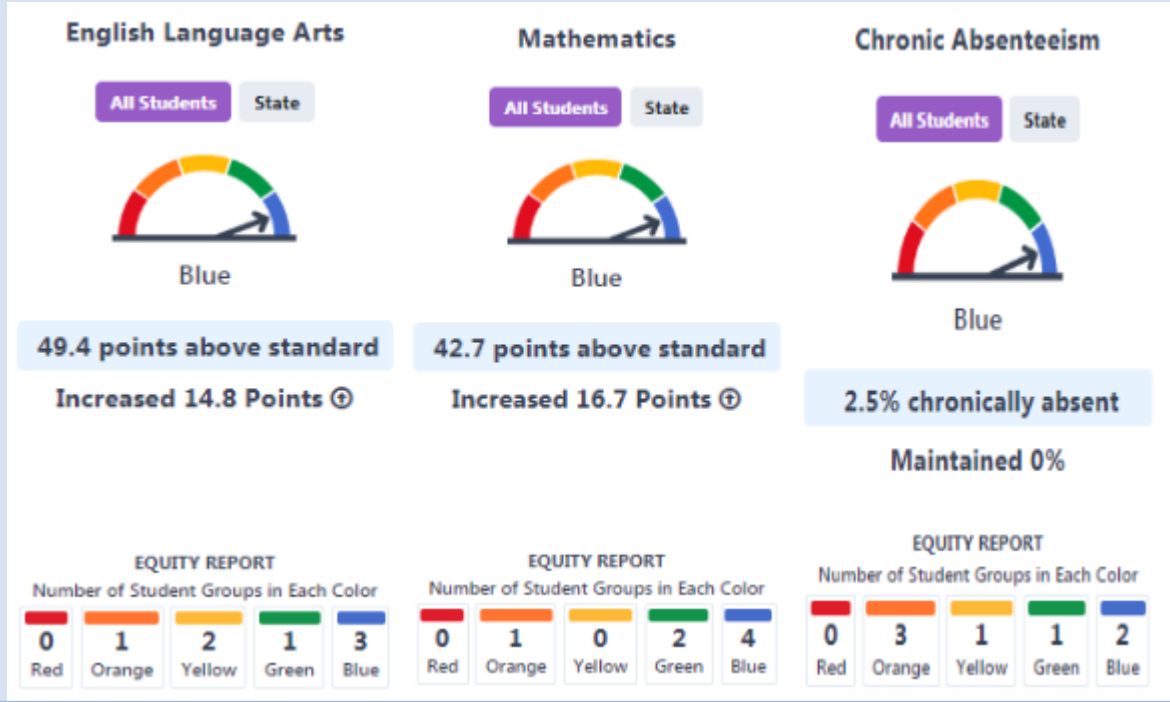 English Language Arts
All Students State
Blue
49.4 points above standard
Increased 14.8 Points
EQUITY REPORT
Number of Student Groups in Each Color
0 1 2 1 3
Red Orange Yellow Green Blue
Mathematics
All Students State
Blue
42.7 points above standard
Increased 16.7 Points
EQUITY REPORT
Number of Student Groups in Each Color
0 1 0 2 4
Red Orange Yellow Green Blue
Chronic Absenteeism
All Students State
Blue
2.5% chronically absent
Maintained 0%
EQUITY REPORT
Number of Student Groups in Each Color
0 3 1 1 2
Red Orange Yellow Green Blue